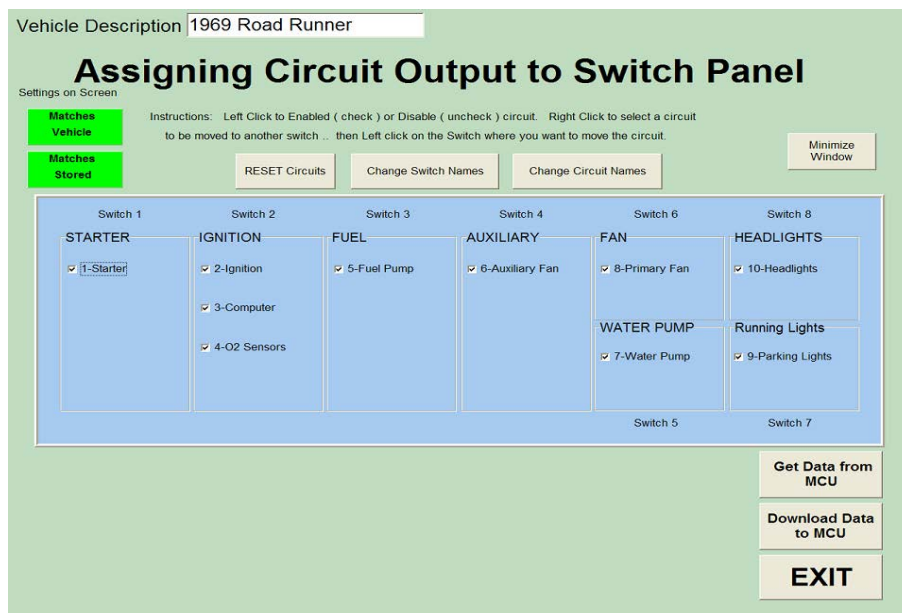 Vehicle Description 1969 Road Runner
Assigning Circuit Output to Switch Panel
Settings on Screen
Matches
Vehicle
Matches
Stored
Instructions: Left Click to Enabled ( check ) or Disable ( uncheck ) circuit. Right Click to select a circuit
to be moved to another switch .. then Left click on the Switch where you want to move the circuit.
Minimize
Window
RESET Circuits Change Switch Names Change Circuit Names
Switch 1 Switch 2 Switch 3 Switch 4 Switch 6 Switch 8
STARTER IGNITION FUEL AUXILIARY FAN HEADLIGHTS
1-Starter 2-Ignition 5-Fuel Pump 6-Auxiliary Fan 8-Primary Fan 10-Headlights
3-Computer
WATER PUMP Running Lights
4-O2 Sensors 7-Water Pump 9-Parking Lights
Switch 5 Switch 7
Get Data from
MCU
Download Data
to MCU
EXIT